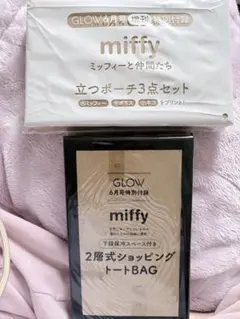 GLOW 6月号 増刊 特別付録
miffy
ミッフィーと仲間たち
立つポーチ3点セット
GLOW
6月号特別付録
miffy
下段保冷スペース付き
2層式ショッピング
トートBAG